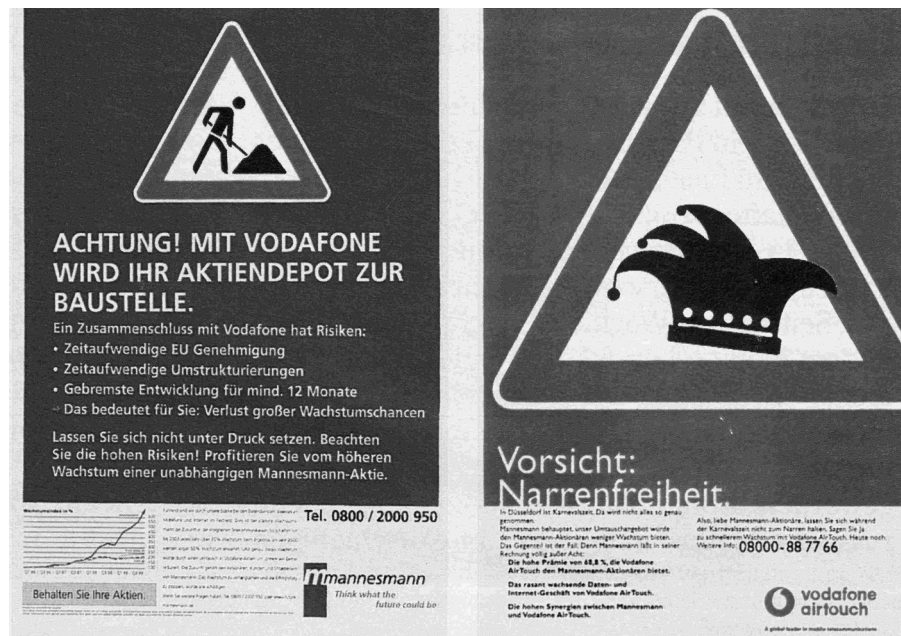 ACHTUNG! MIT VODAFONE
WIRD IHR AKTIENDEPOT ZUR
BAUSTELLE.
Ein Zusammenschluss mit Vodafone hat Risiken:
• Zeitaufwendige EU Genehmigung
• Zeitaufwendige Umstrukturierungen
• Gebremste Entwicklung für mind. 12 Monate
→ Das bedeutet für Sie: Verlust großer Wachstumschancen
Lassen Sie sich nicht unter Druck setzen. Beachten
Sie die hohen Risiken! Profitieren Sie vom höheren
Wachstum einer unabhängigen Mannesmann-Aktie.
Wachstumsindex in %
Behalten Sie Ihre Aktien.
Tel. 0800 / 2000 950
mannesmann
Think what the
future could be
Vorsicht:
Narrenfreiheit.
In Düsseldorf ist Karnevalszeit. Da wird nicht alles so genau
genommen.
Mannesmann behauptet, unser Umtauschangebot würde
den Mannesmann-Aktionären weniger Wachstum bieten.
Das Gegenteil ist der Fall. Denn Mannesmann läßt in seiner
Rechnung völlig außer Acht:
Die hohe Prämie von 68,8 %, die Vodafone
AirTouch den Mannesmann-Aktionären bietet.
Das rasant wachsende Daten- und
Internet-Geschäft von Vodafone AirTouch.
Die hohen Synergien zwischen Mannesmann
und Vodafone AirTouch.
Also, liebe Mannesmann-Aktionäre, lassen Sie sich während
der Karnevalszeit nicht zum Narren halten. Sagen Sie Ja
zu schnellerem Wachstum mit Vodafone AirTouch. Heute noch.
Weitere Info: 08000-88 77 66
vodafone
airtouch
A global leader in mobile telecommunications